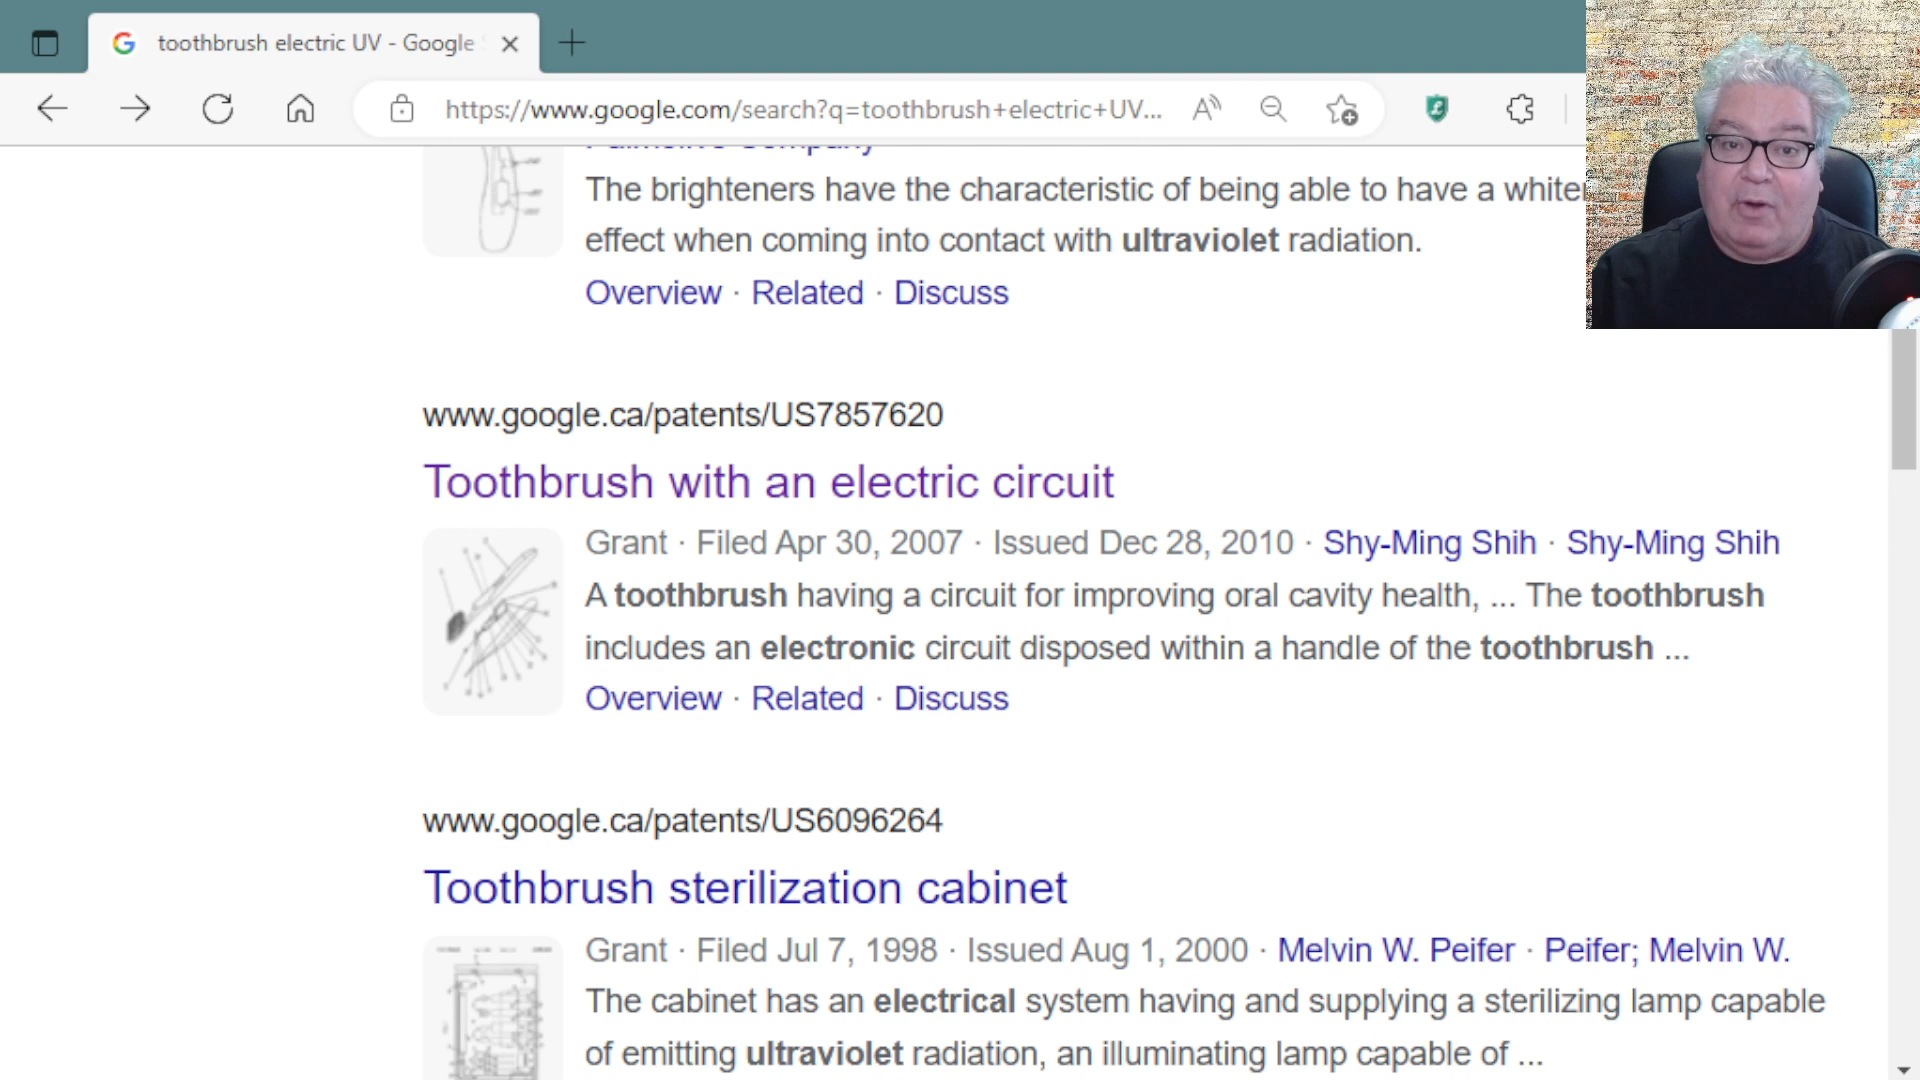 toothbrush electric UV - Google
https://www.google.com/search?q=toothbrush+electric+UV...
Palmolive Company
The brighteners have the characteristic of being able to have a
effect when coming into contact with ultraviolet radiation.
Overview · Related · Discuss
www.google.ca/patents/US7857620
Toothbrush with an electric circuit
Grant · Filed Apr 30, 2007 · Issued Dec 28, 2010 · Shy-Ming Shih · Shy-Ming Shih
A toothbrush having a circuit for improving oral cavity health, ... The toothbrush
includes an electronic circuit disposed within a handle of the toothbrush ...
Overview · Related · Discuss
www.google.ca/patents/US6096264
Toothbrush sterilization cabinet
Grant · Filed Jul 7, 1998 · Issued Aug 1, 2000 · Melvin W. Peifer · Peifer; Melvin W.
The cabinet has an electrical system having and supplying a sterilizing lamp capable
of emitting ultraviolet radiation, an illuminating lamp capable of ...